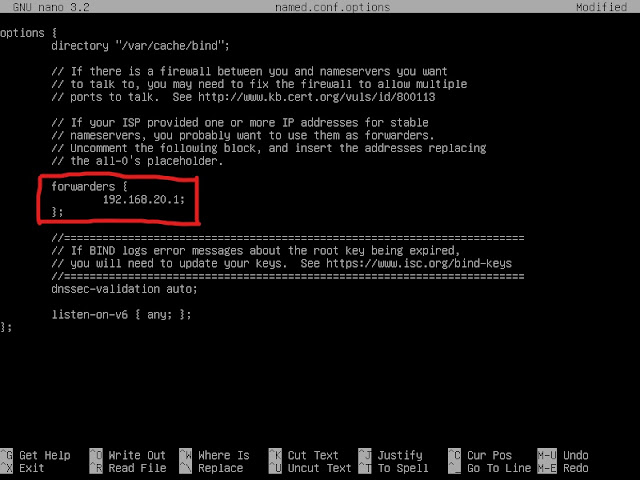 GNU nano 3.2 named.conf.options Modified
options {
directory "/var/cache/bind";
// If there is a firewall between you and nameservers you want
// to talk to, you may need to fix the firewall to allow multiple
// ports to talk.  See http://www.kb.cert.org/vuls/id/800113
// If your ISP provided one or more IP addresses for stable
// nameservers, you probably want to use them as forwarders.
// Uncomment the following block, and insert the addresses replacing
// the all-0's placeholder.
forwarders {
192.168.20.1;
};
//========================================================================
// If BIND logs error messages about the root key being expired,
// you will need to update your keys.  See https://www.isc.org/bind-keys
//========================================================================
dnssec-validation auto;
listen-on-v6 { any; };
};
^G Get Help ^O Write Out ^W Where Is ^K Cut Text ^J Justify ^C Cur Pos M-U Undo
^X Exit ^R Read File ^\ Replace ^U Uncut Text ^T To Spell ^_ Go To Line M-E Redo